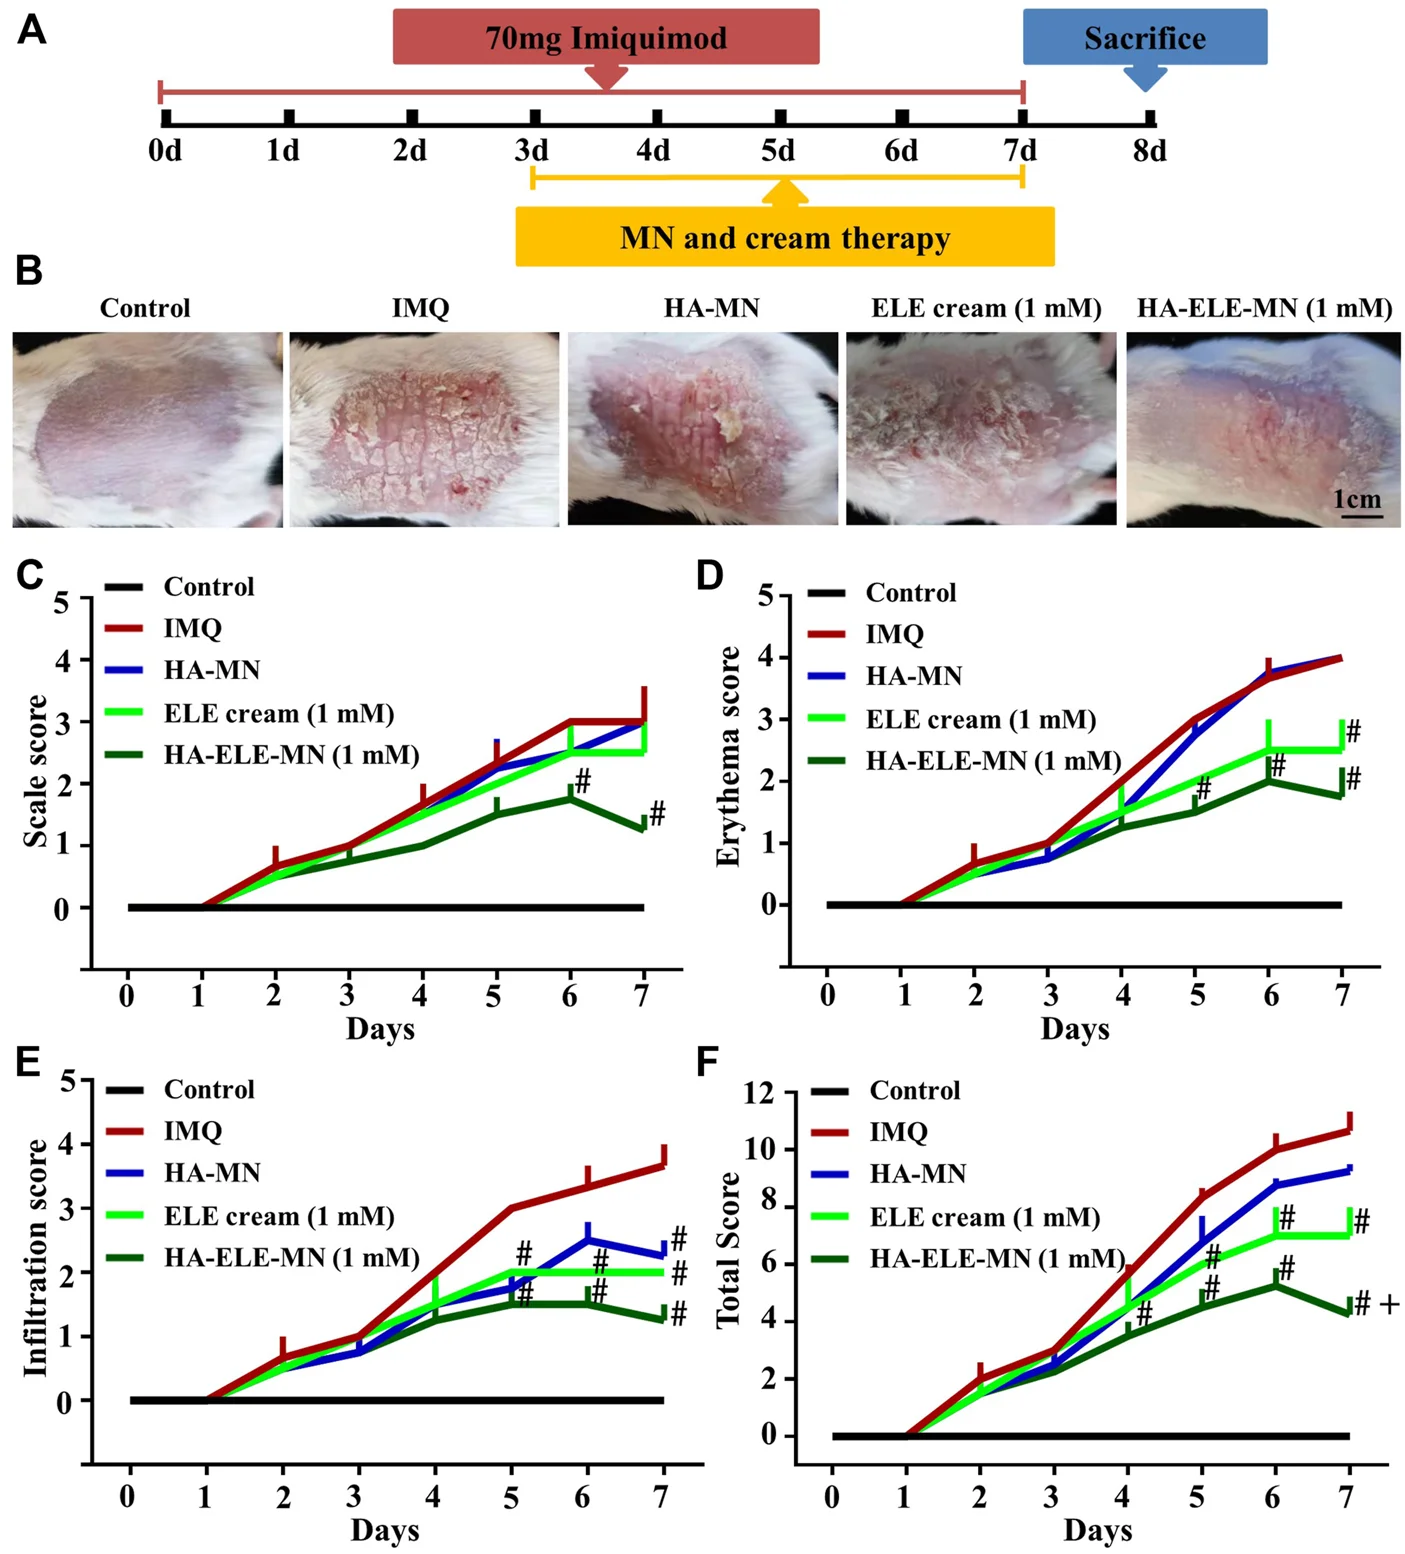 A
70mg Imiquimod
Sacrifice
0d 1d 2d 3d 4d 5d 6d 7d 8d
MN and cream therapy
B
Control IMQ HA-MN ELE cream (1 mM) HA-ELE-MN (1 mM)
1cm
C
Control
IMQ
HA-MN
ELE cream (1 mM)
HA-ELE-MN (1 mM)
Scale score
5
4
3
2
1
0
#
#
0 1 2 3 4 5 6 7
Days
D
Control
IMQ
HA-MN
ELE cream (1 mM)
HA-ELE-MN (1 mM)
Erythema score
5
4
3
2
1
0
#
#
#
#
0 1 2 3 4 5 6 7
Days
E
Control
IMQ
HA-MN
ELE cream (1 mM)
HA-ELE-MN (1 mM)
Infiltration score
5
4
3
2
1
0
# # #
#
# # #
0 1 2 3 4 5 6 7
Days
F
Control
IMQ
HA-MN
ELE cream (1 mM)
HA-ELE-MN (1 mM)
Total Score
12
10
8
6
4
2
0
# #
# #
#
# # +
0 1 2 3 4 5 6 7
Days